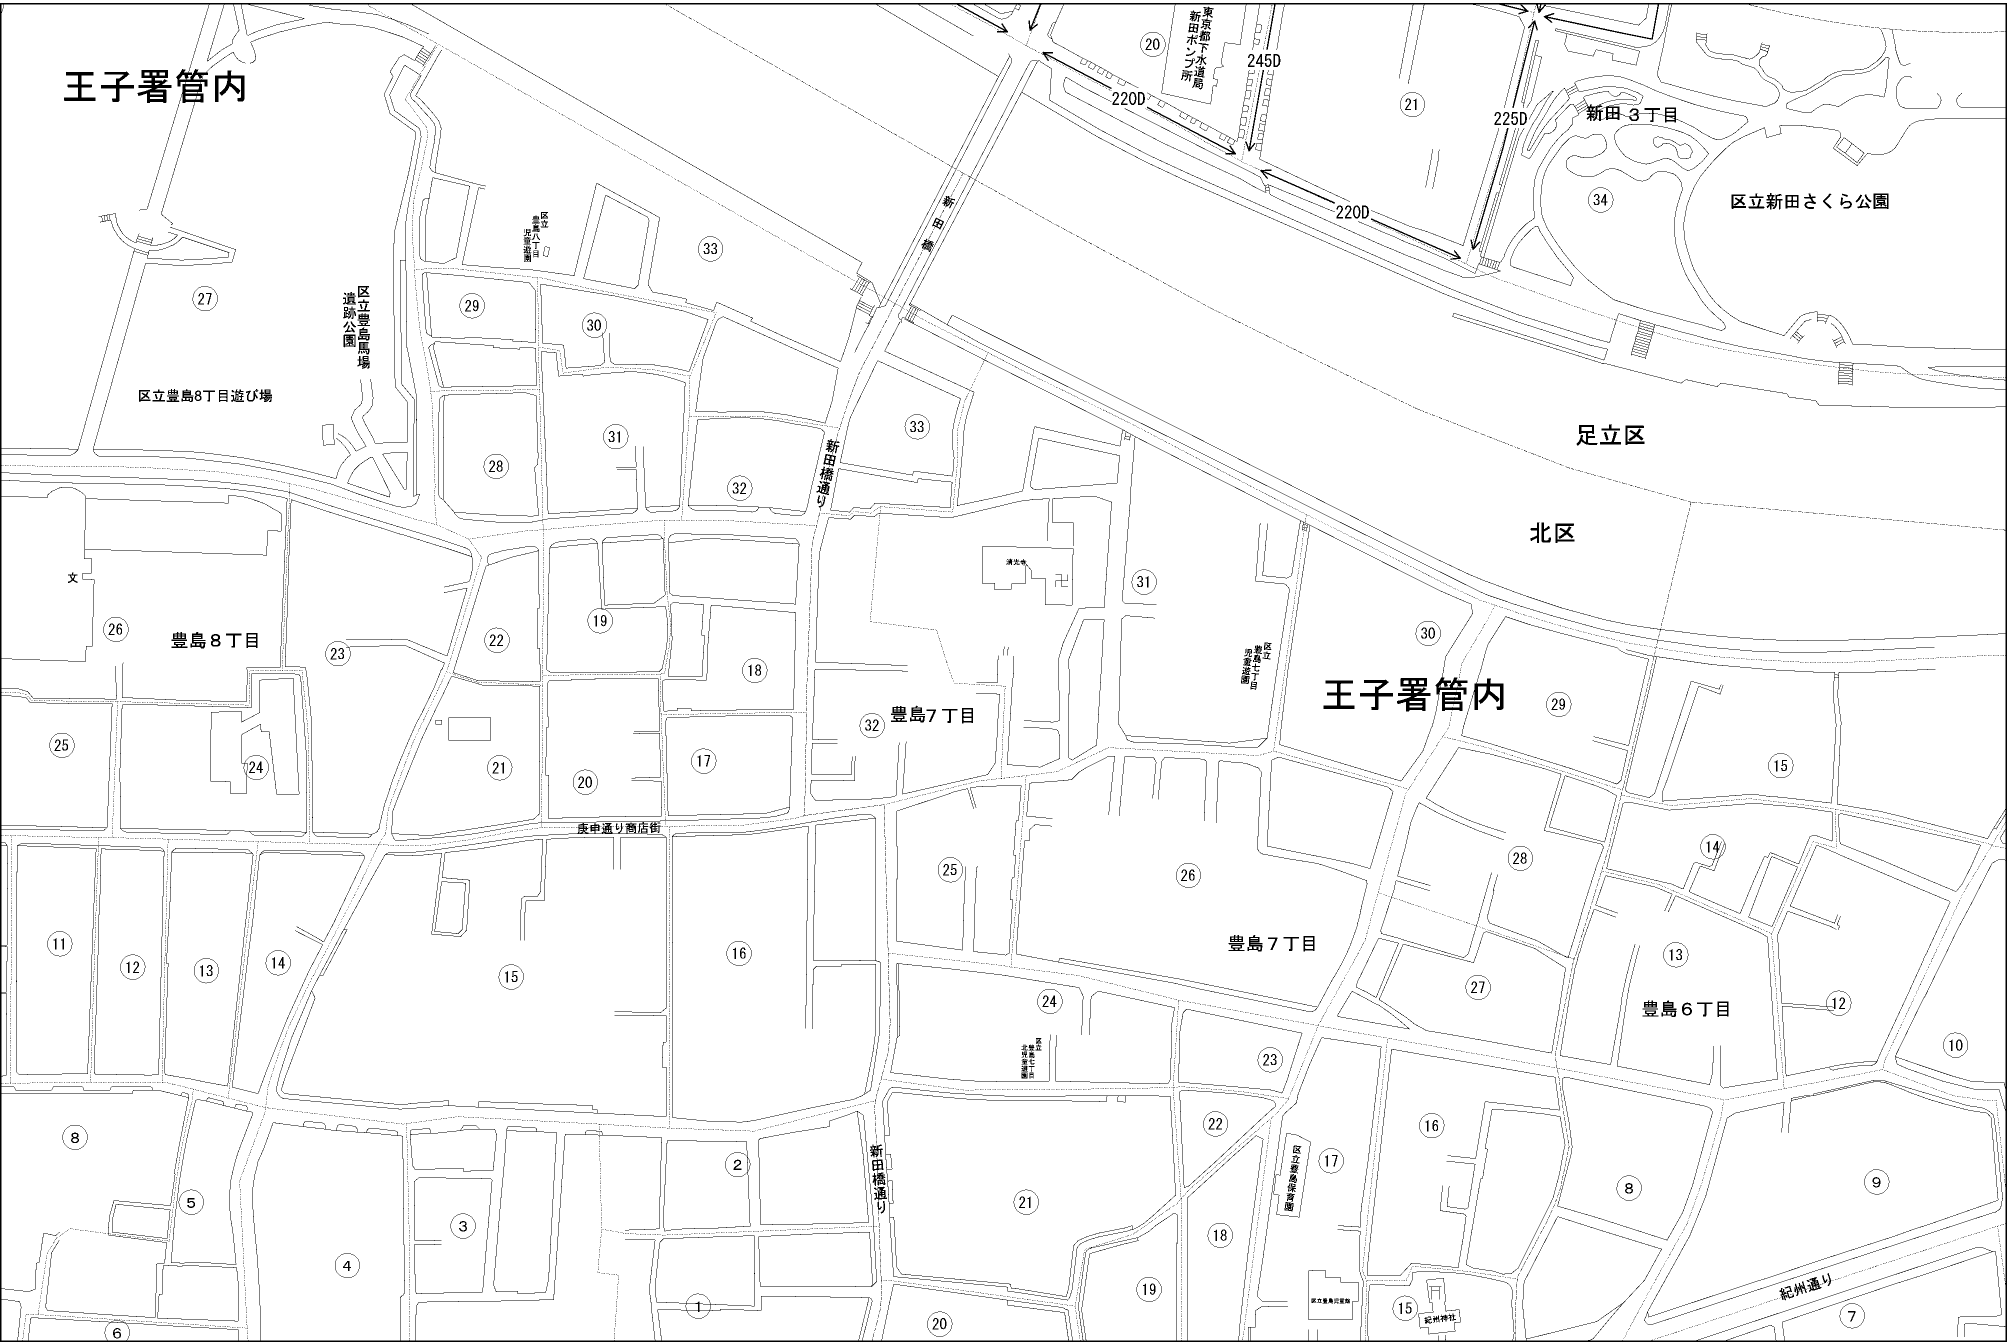 王子署管内
東京都下水道局
新田ポンプ所
20
245D
220D
21
225D
新田３丁目
220D
34
区立新田さくら公園
新田橋
区立
豊島八丁目
児童遊園
33
27
区立豊島馬場
遺跡公園
29
30
区立豊島8丁目遊び場
31
28
32
新田橋通り
33
足立区
北区
文
26
豊島８丁目
23
22
19
18
清光寺
卍
31
区立
豊島七丁目
児童遊園
30
王子署管内
29
32
豊島７丁目
25
24
21
20
17
15
庚申通り商店街
14
28
25
26
11
12
13
14
15
16
豊島７丁目
24
27
13
豊島６丁目
12
10
区立
豊島七丁目
北児童遊園
23
22
8
5
4
3
2
新田橋通り
21
区立豊島保育園
17
16
8
9
18
19
1
6
20
区立豊島児童館
15
紀州神社
紀州通り
7